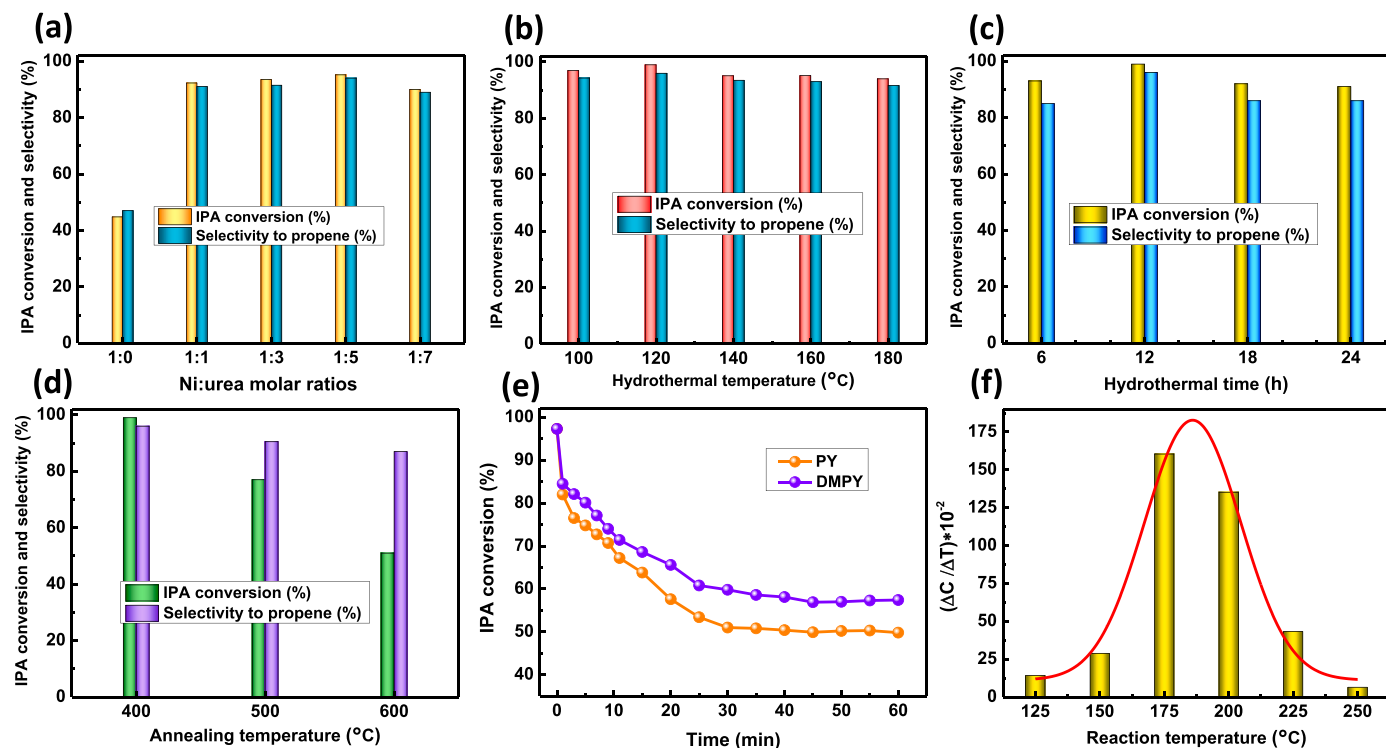 (a)
IPA conversion and selectivity (%)
100
80
60
40
20
0
IPA conversion (%)
Selectivity to propene (%)
1:0 1:1 1:3 1:5 1:7
Ni:urea molar ratios
(b)
IPA conversion and selectivity (%)
100
80
60
40
20
0
IPA conversion (%)
Selectivity to propene (%)
100 120 140 160 180
Hydrothermal temperature (°C)
(c)
IPA conversion and selectivity (%)
100
80
60
40
20
0
IPA conversion (%)
Selectivity to propene (%)
6 12 18 24
Hydrothermal time (h)
(d)
IPA conversion and selectivity (%)
100
80
60
40
20
0
IPA conversion (%)
Selectivity to propene (%)
400 500 600
Annealing temperature (°C)
(e)
IPA conversion (%)
100
90
80
70
60
50
40
PY
DMPY
0 10 20 30 40 50 60
Time (min)
(f)
(ΔC /ΔT)*10⁻²
175
150
125
100
75
50
25
0
125 150 175 200 225 250
Reaction temperature (°C)